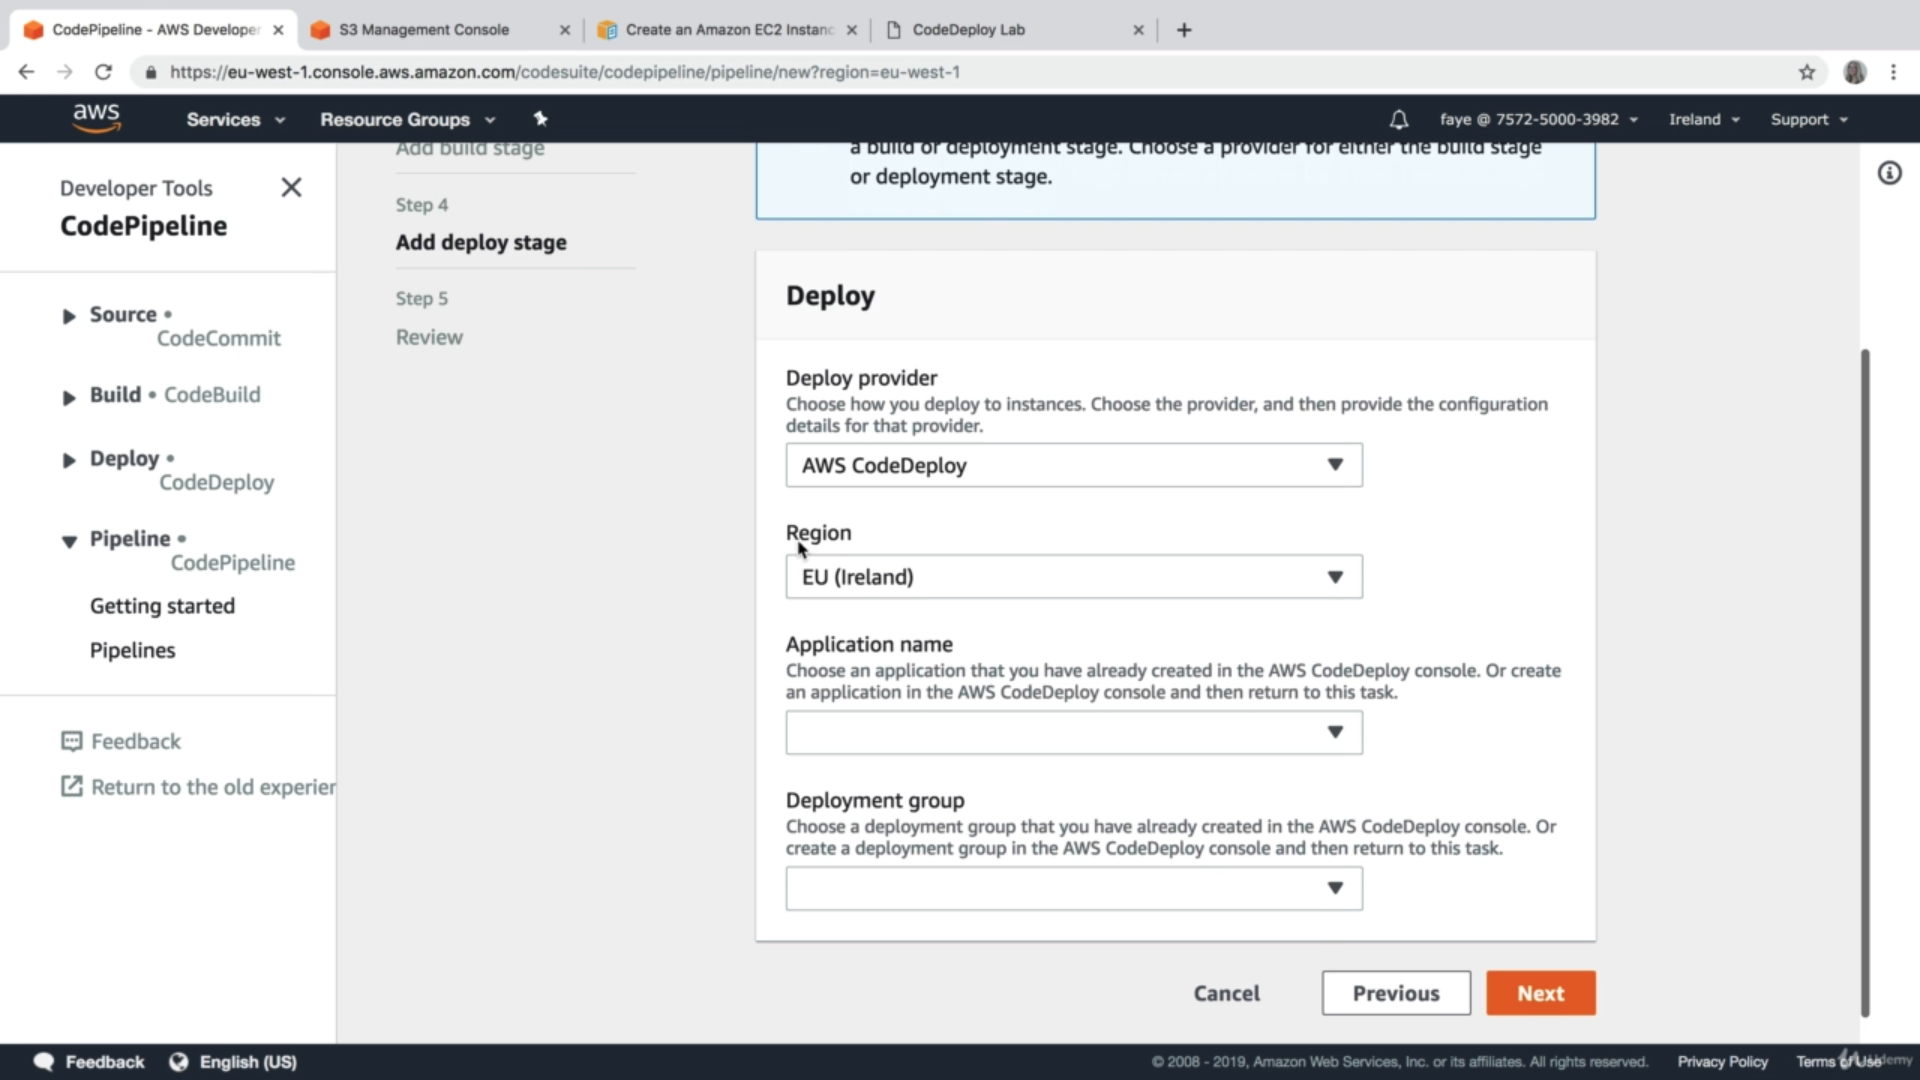 CodePipeline - AWS Developer
S3 Management Console
Create an Amazon EC2 Instanc
CodeDeploy Lab
https://eu-west-1.console.aws.amazon.com/codesuite/codepipeline/pipeline/new?region=eu-west-1
aws
Services
Resource Groups
faye @ 7572-5000-3982
Ireland
Support
Developer Tools
CodePipeline
Source •
CodeCommit
Build • CodeBuild
Deploy •
CodeDeploy
Pipeline •
CodePipeline
Getting started
Pipelines
Feedback
Return to the old experier
Add build stage
Step 4
Add deploy stage
Step 5
Review
a build or deployment stage. Choose a provider for either the build stage
or deployment stage.
Deploy
Deploy provider
Choose how you deploy to instances. Choose the provider, and then provide the configuration
details for that provider.
AWS CodeDeploy
Region
EU (Ireland)
Application name
Choose an application that you have already created in the AWS CodeDeploy console. Or create
an application in the AWS CodeDeploy console and then return to this task.
Deployment group
Choose a deployment group that you have already created in the AWS CodeDeploy console. Or
create a deployment group in the AWS CodeDeploy console and then return to this task.
Cancel
Previous
Next
Feedback
English (US)
© 2008 - 2019, Amazon Web Services, Inc. or its affiliates. All rights reserved.
Privacy Policy
Terms of Use